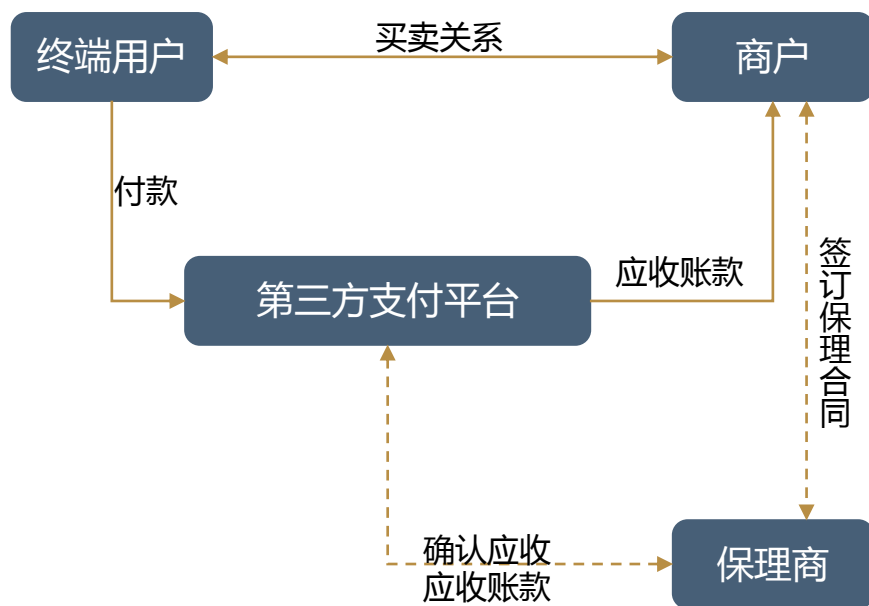 终端用户
买卖关系
商户
付款
第三方支付平台
应收账款
签订保理合同
确认应收
应收账款
保理商